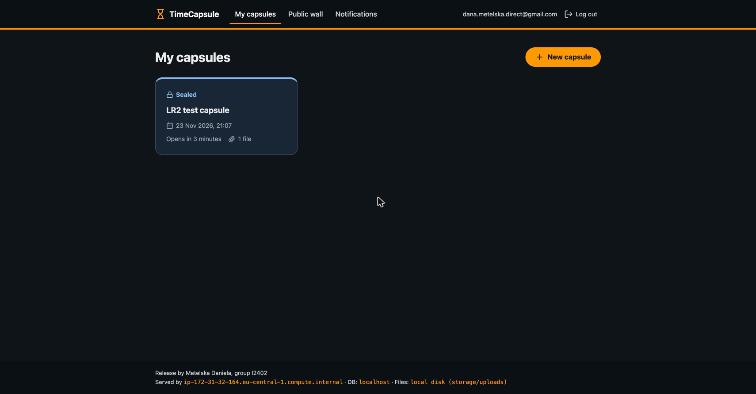 TimeCapsule My capsules Public wall Notifications dana.metelska.direct@gmail.com Log out
My capsules
+ New capsule
Sealed
LR2 test capsule
23 Nov 2026, 21:07
Opens in 3 minutes 1 file
Release by Metelska Daniela, group f2402
Served by ip-172-31-32-164.eu-central-1.compute.internal · DB: localhost · Files: local disk (storage/uploads)